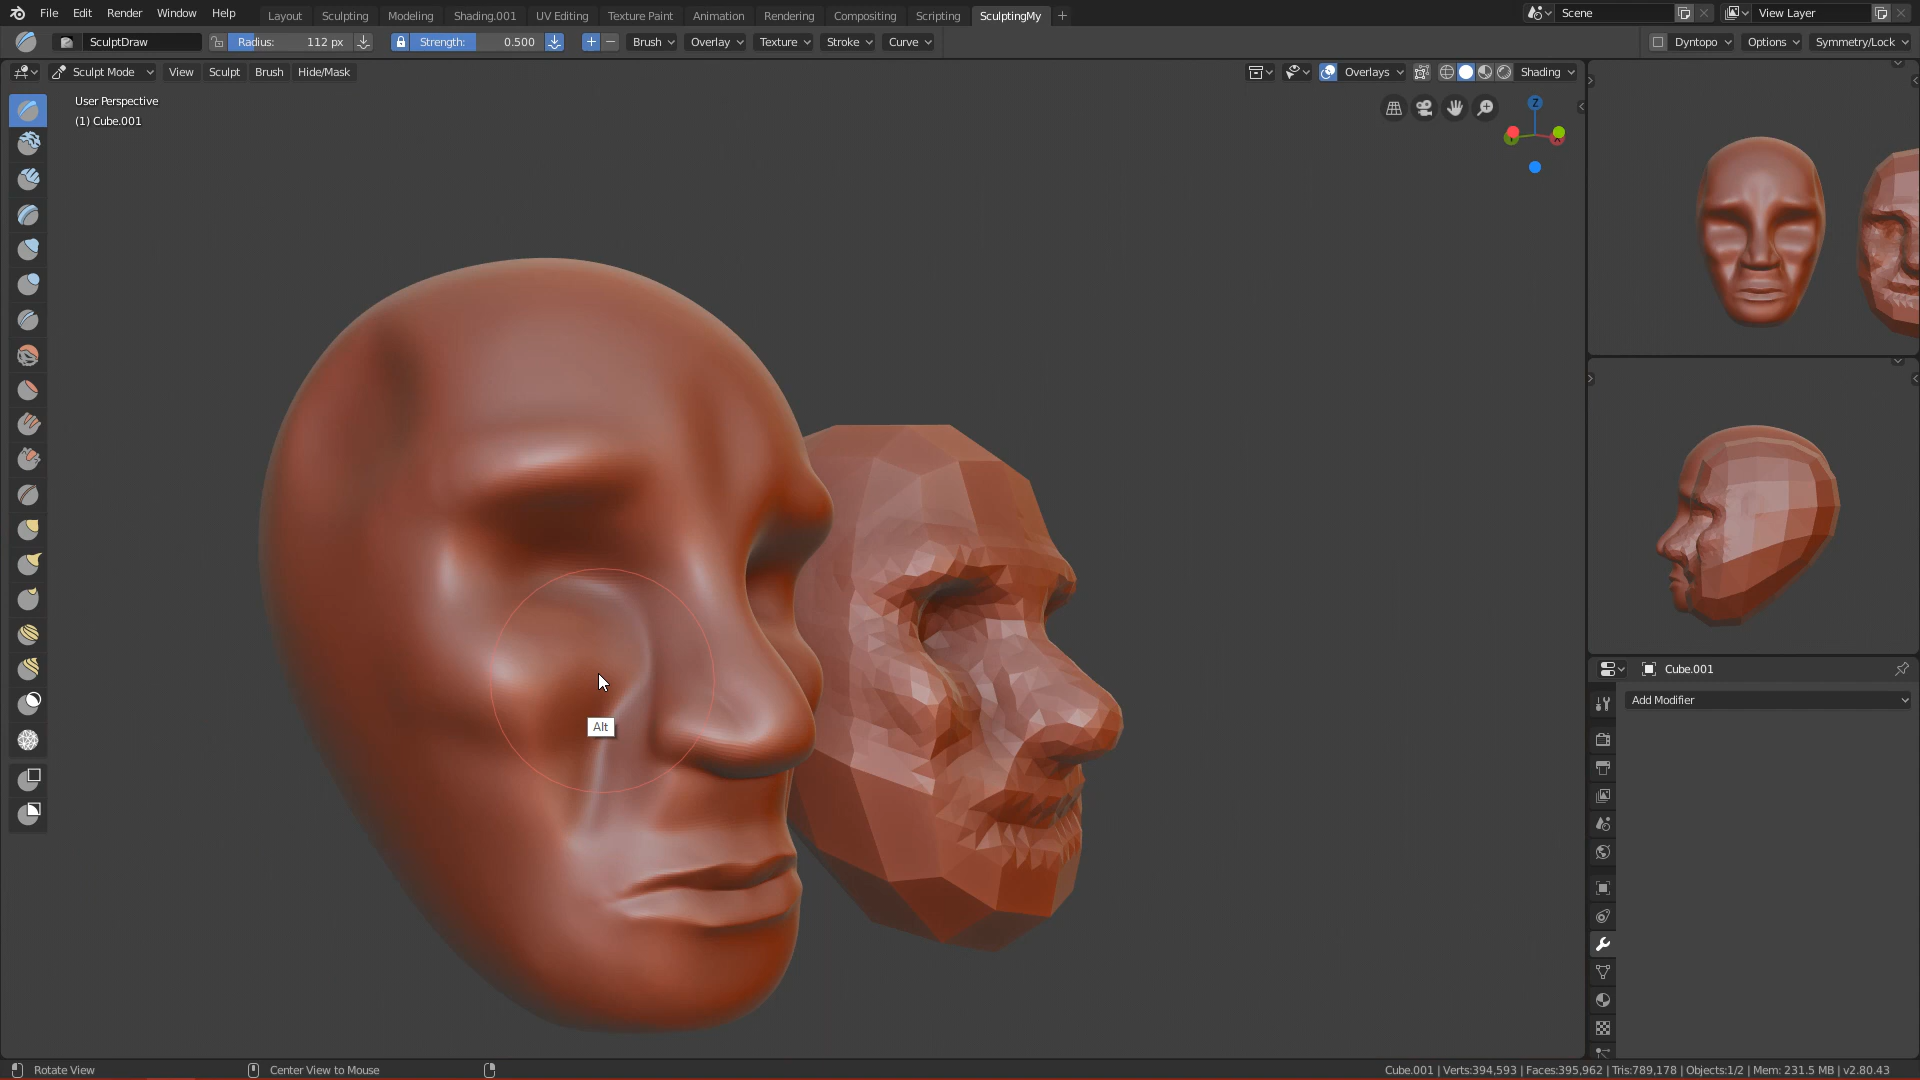 File Edit Render Window Help Layout Sculpting Modeling Shading.001 UV Editing Texture Paint Animation Rendering Compositing Scripting SculptingMy + Scene View Layer
SculptDraw Radius: 112 px Strength: 0.500 Brush Overlay Texture Stroke Curve Dyntopo Options Symmetry/Lock
Sculpt Mode View Sculpt Brush Hide/Mask Overlays Shading
User Perspective
(1) Cube.001
Z
Alt
Cube.001
Add Modifier
Rotate View Center View to Mouse Cube.001 | Verts:394,593 | Faces:395,962 | Tris:789,178 | Objects:1/2 | Mem: 231.5 MB | v2.80.43